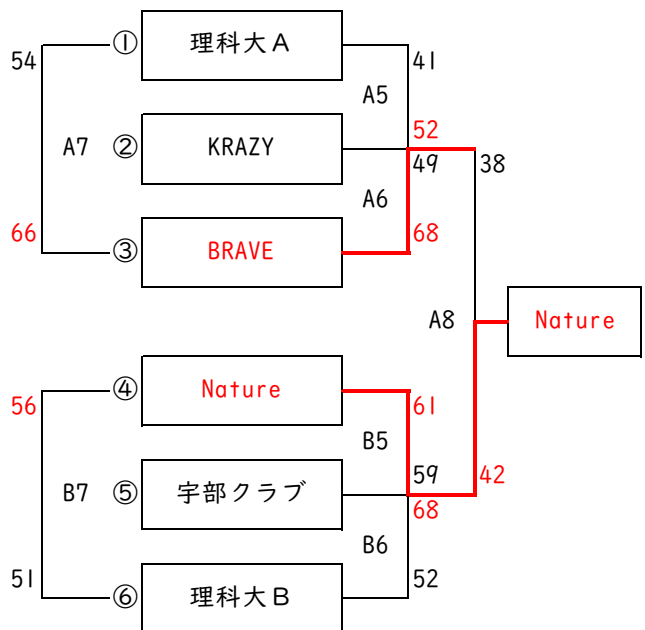 54
① 理科大A
41
A5
A7
② KRAZY
52
49
38
A6
66
③ BRAVE
68
A8
Nature
56
④ Nature
61
B5
B7
⑤ 宇部クラブ
59
42
68
B6
51
⑥ 理科大B
52